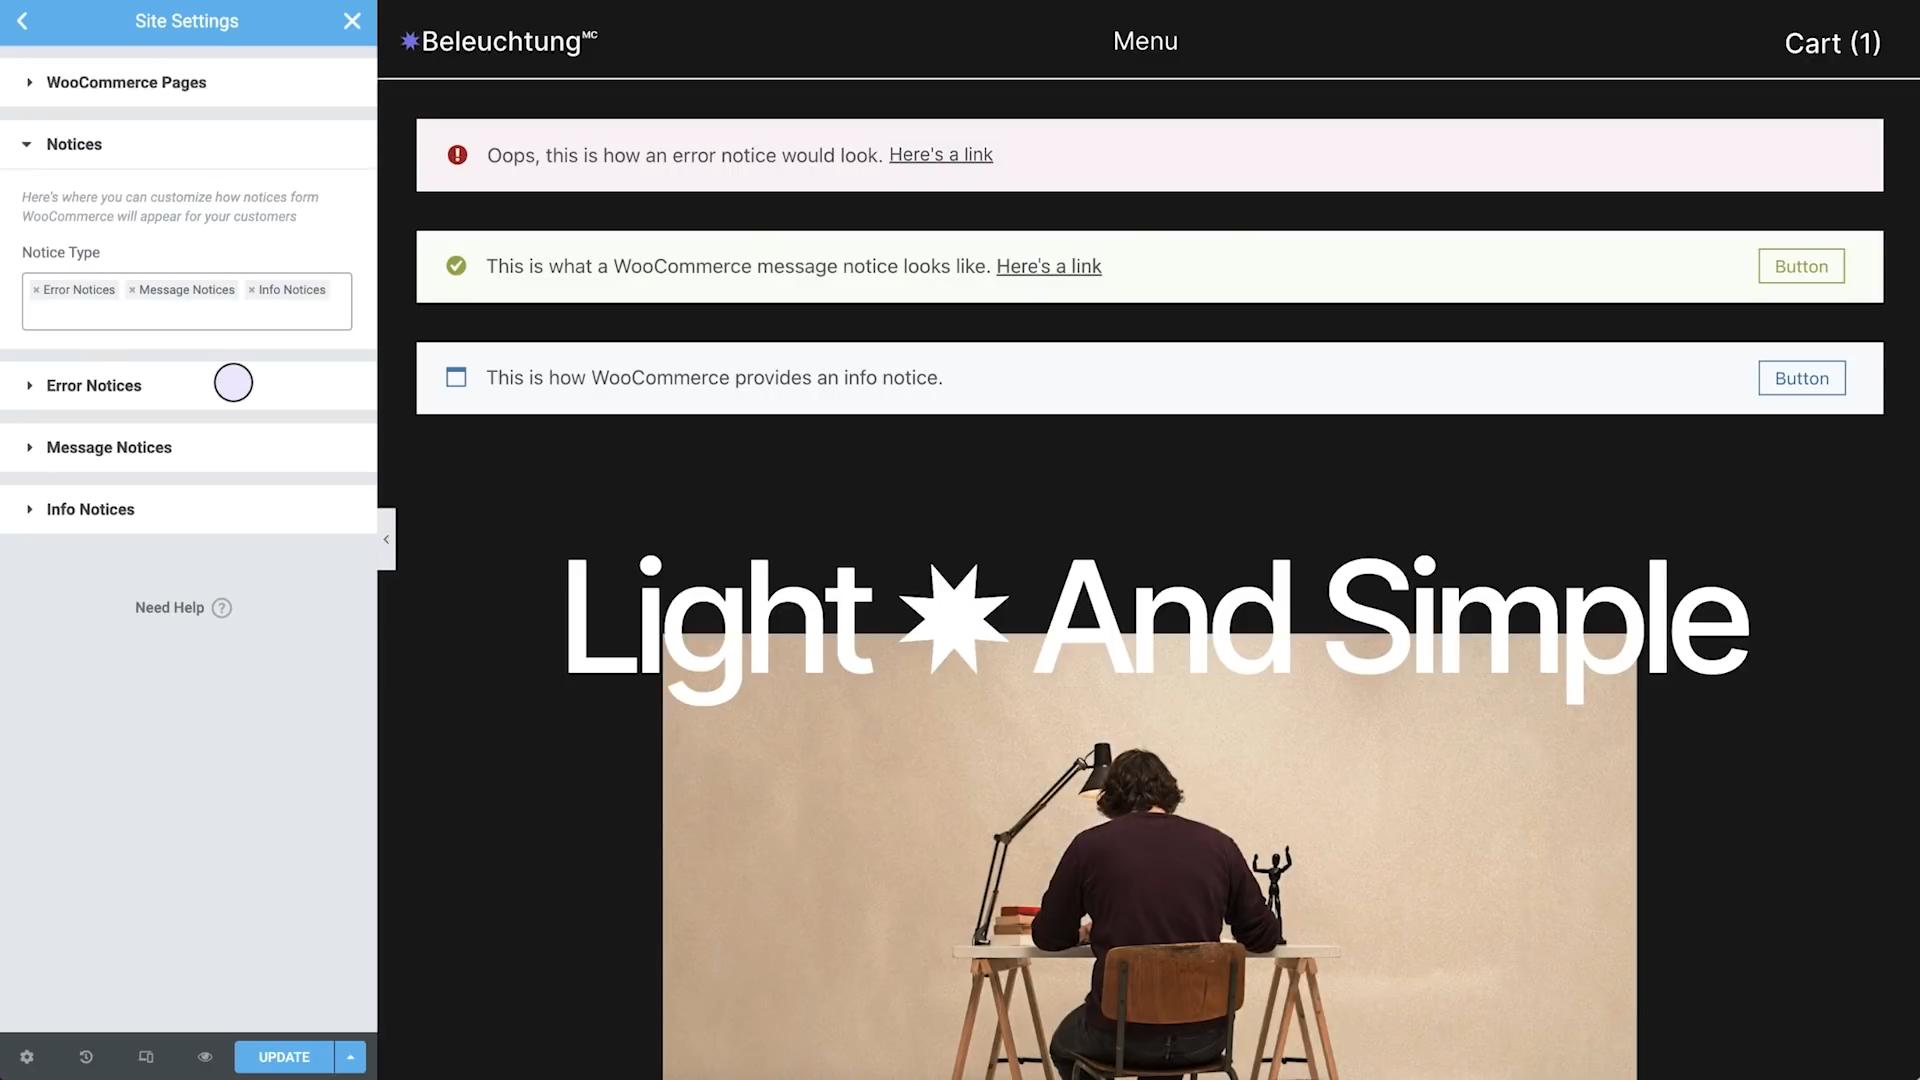 Site Settings
WooCommerce Pages
Notices
Here's where you can customize how notices form
WooCommerce will appear for your customers
Notice Type
× Error Notices × Message Notices × Info Notices
Error Notices
Message Notices
Info Notices
Need Help ?
UPDATE
Beleuchtung MC
Menu
Cart (1)
Oops, this is how an error notice would look. Here's a link
This is what a WooCommerce message notice looks like. Here's a link
Button
This is how WooCommerce provides an info notice.
Button
Light And Simple